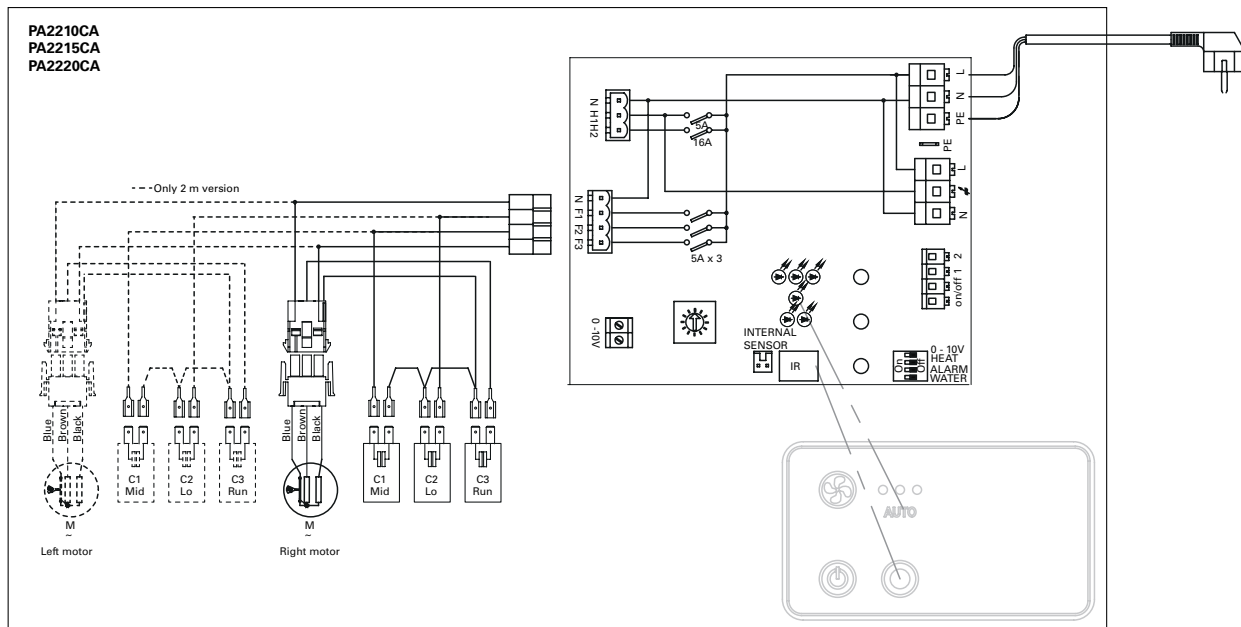 PA2210CA
PA2215CA
PA2220CA
---Only 2 m version
N H1H2
5A
16A
L
N
PE
PE
L
N
N F1 F2 F3
5A x 3
on/off 1 2
0 -10V
INTERNAL
SENSOR
IR
On
Off
0 - 10V
HEAT
ALARM
WATER
Blue
Brown
Black
C1
Mid
C2
Lo
C3
Run
M
~
Left motor
Blue
Brown
Black
C1
Mid
C2
Lo
C3
Run
M
~
Right motor
AUTO